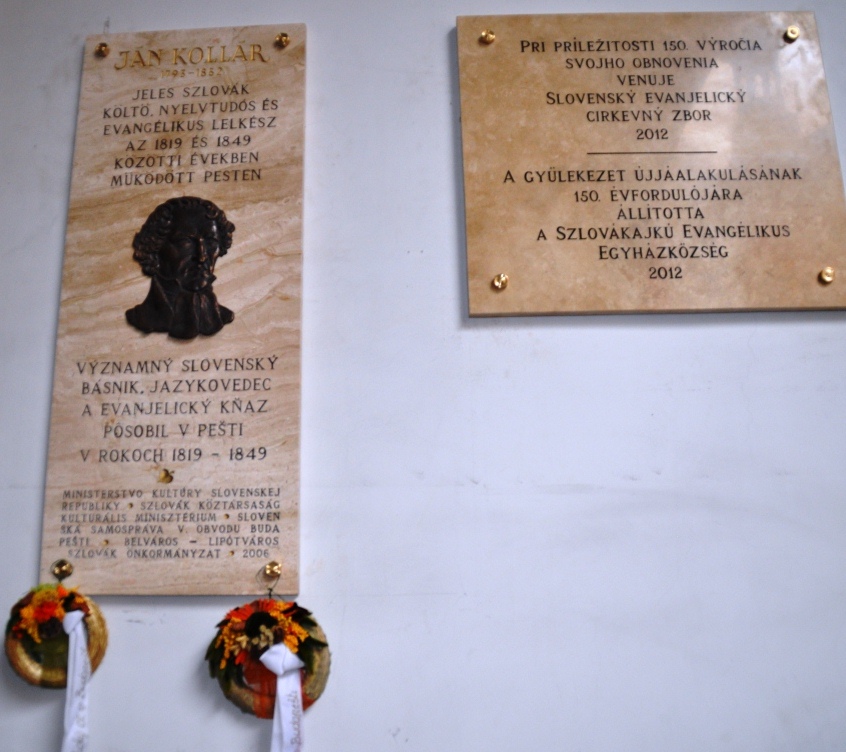 JÁN KOLLÁR
1793-1852
JELES SZLOVÁK
KÖLTŐ, NYELVTUDÓS ÉS
EVANGÉLIKUS LELKÉSZ
AZ 1819 ÉS 1849
KÖZÖTTI ÉVEKBEN
MŰKÖDÖTT PESTEN
VÝZNAMNÝ SLOVENSKÝ
BÁSNIK, JAZYKOVEDEC
A EVANJELICKÝ KŇAZ
PÔSOBIL V PEŠTI
V ROKOCH 1819 - 1849
MINISTERSTVO KULTÚRY SLOVENSKEJ
REPUBLIKY • SZLOVÁK KÖZTÁRSASÁG
KULTURÁLIS MINISZTÉRIUM • SLOVEN
SKÁ SAMOSPRÁVA V. OBVODU BUDA
PEŠTI • BELVÁROS - LIPÓTVÁROS
SZLOVÁK ÖNKORMÁNYZAT • 2006
PRI PRÍLEŽITOSTI 150. VÝROČIA
SVOJHO OBNOVENIA
VENUJE
SLOVENSKÝ EVANJELICKÝ
CIRKEVNÝ ZBOR
2012
A GYÜLEKEZET ÚJJÁALAKULÁSÁNAK
150. ÉVFORDULÓJÁRA
ÁLLÍTOTTA
A SZLOVÁKAJKÚ EVANGÉLIKUS
EGYHÁZKÖZSÉG
2012